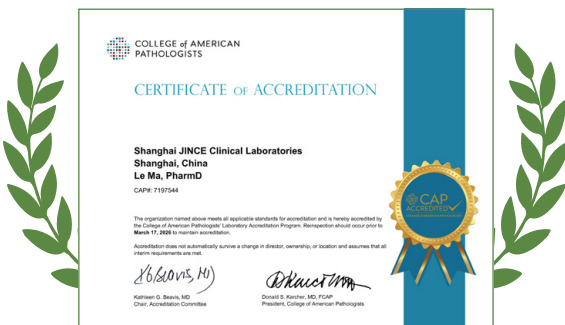 COLLEGE of AMERICAN
PATHOLOGISTS
CERTIFICATE OF ACCREDITATION
Shanghai JINCE Clinical Laboratories
Shanghai, China
Le Ma, PharmD
CAP#: 7197544
The organization named above meets all applicable standards for accreditation and is hereby accredited by
the College of American Pathologists' Laboratory Accreditation Program. Reinspection should occur prior to
March 17, 2026 to maintain accreditation.
Accreditation does not automatically survive a change in director, ownership, or location and assumes that all
interim requirements are met.
Kathleen G. Beavis, MD
Chair, Accreditation Committee
Donald S. Karcher, MD, FCAP
President, College of American Pathologists
CAP
ACCREDITED